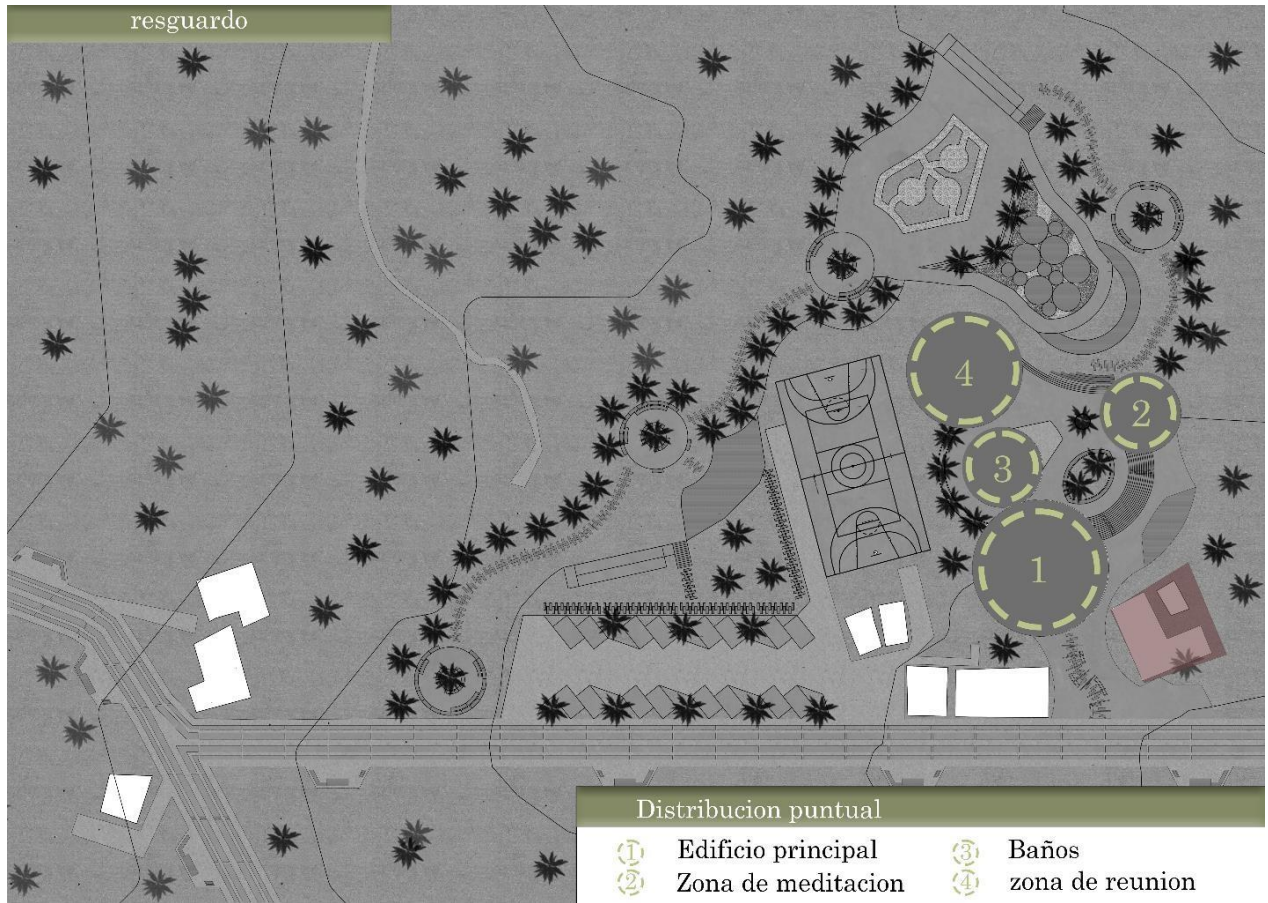 resguardo
4
2
3
1
Distribucion puntual
1 Edificio principal
2 Zona de meditacion
3 Baños
4 zona de reunion